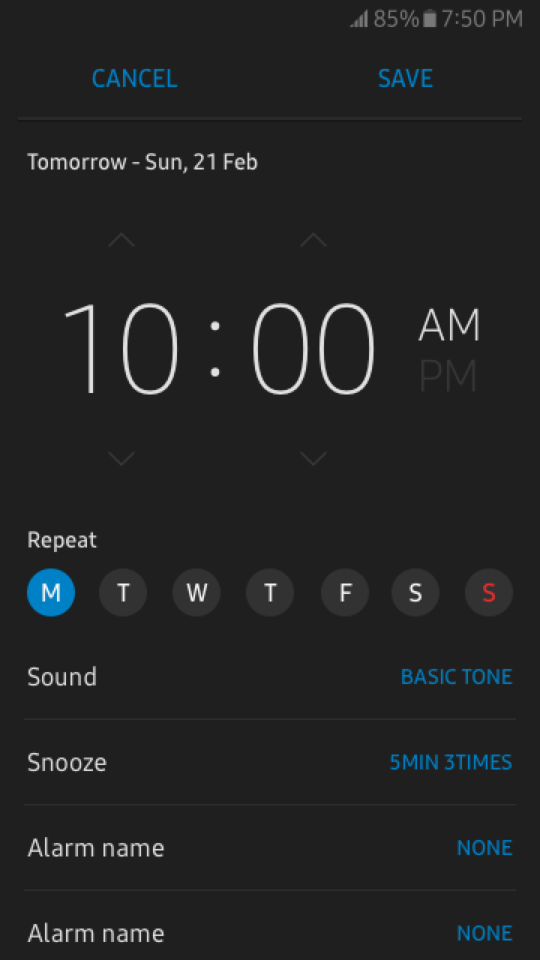 85% 7:50 PM
CANCEL SAVE
Tomorrow - Sun, 21 Feb
10 : 00 AM
PM
Repeat
M T W T F S S
Sound BASIC TONE
Snooze 5MIN 3TIMES
Alarm name NONE
Alarm name NONE